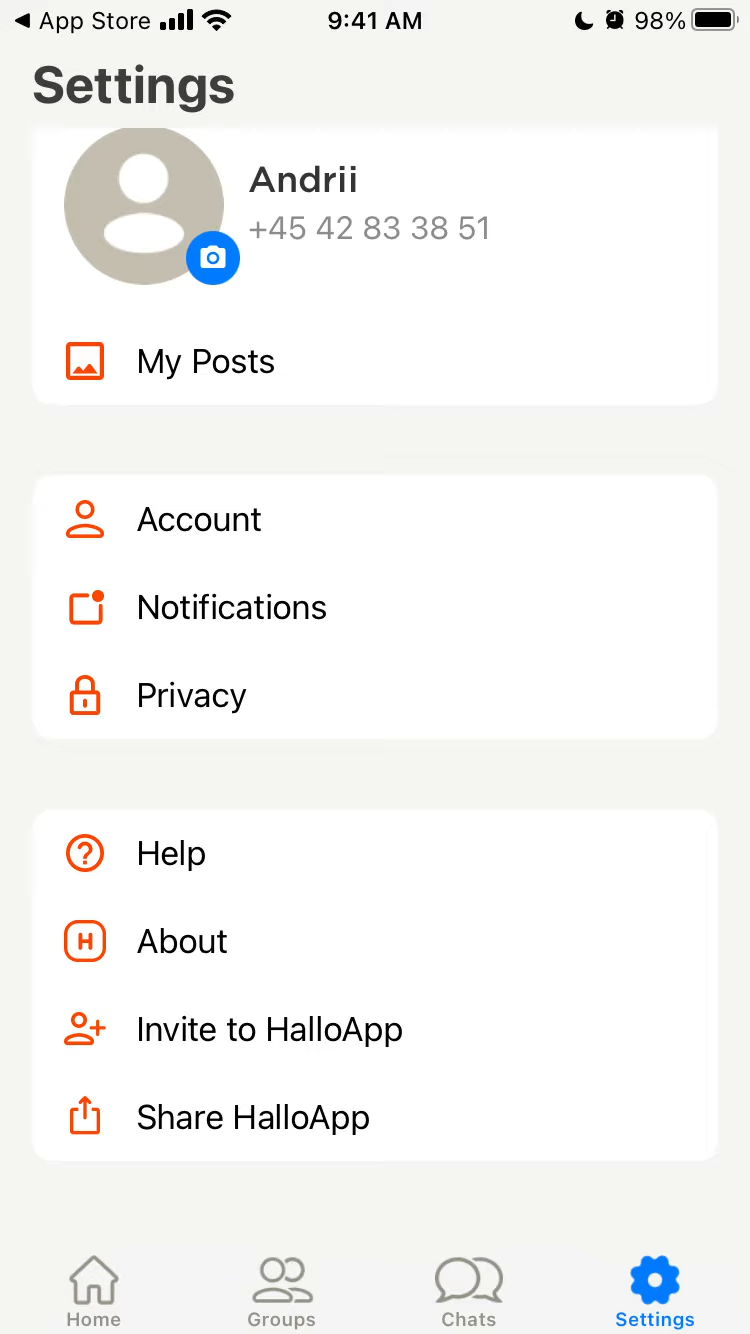 App Store 9:41 AM 98%
Settings
Andrii
+45 42 83 38 51
My Posts
Account
Notifications
Privacy
Help
About
Invite to HalloApp
Share HalloApp
Home Groups Chats Settings